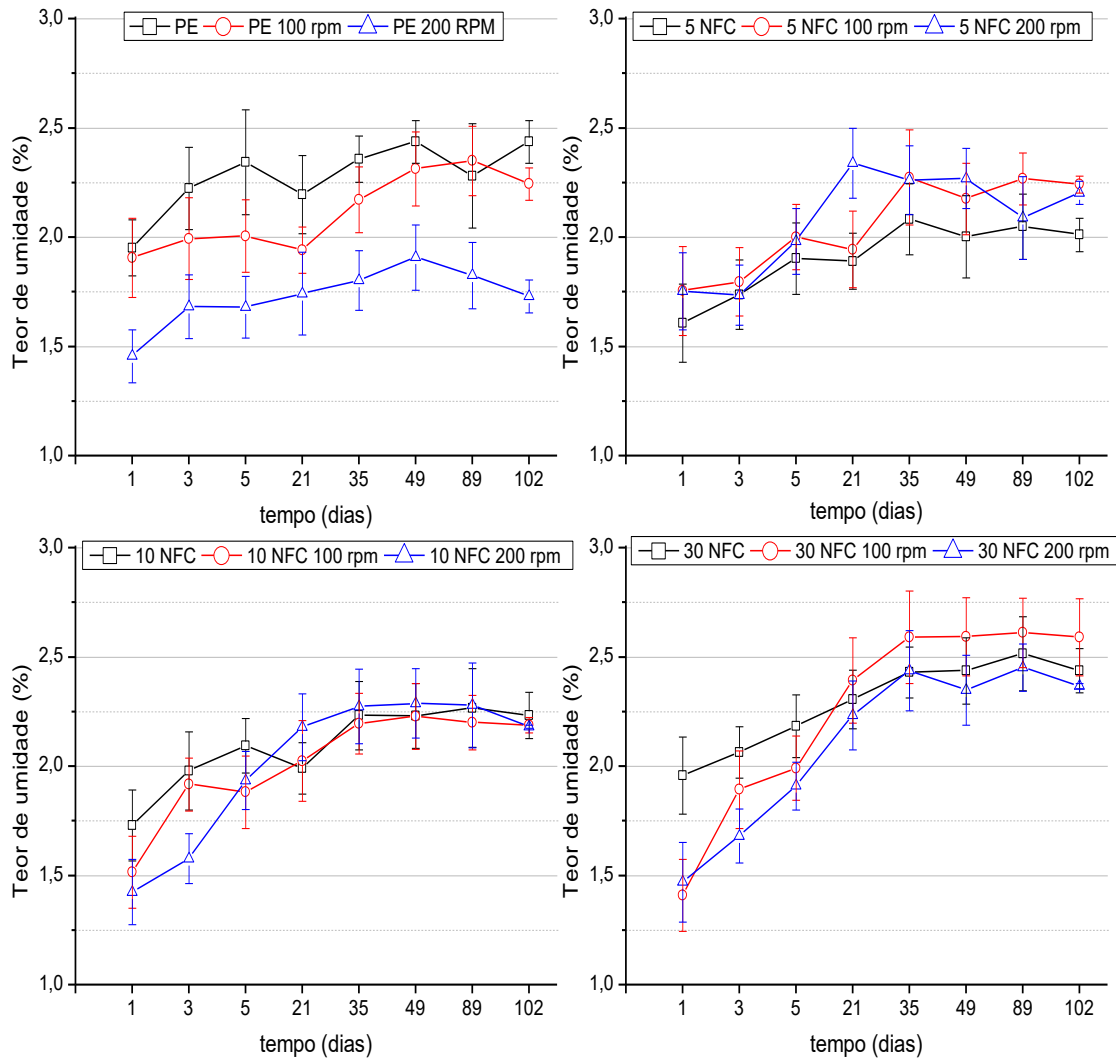 PE PE 100 rpm PE 200 RPM
Teor de umidade (%)
3,0
2,5
2,0
1,5
1,0
1 3 5 21 35 49 89 102
tempo (dias)
5 NFC 5 NFC 100 rpm 5 NFC 200 rpm
Teor de umidade (%)
3,0
2,5
2,0
1,5
1,0
1 3 5 21 35 49 89 102
tempo (dias)
10 NFC 10 NFC 100 rpm 10 NFC 200 rpm
Teor de umidade (%)
3,0
2,5
2,0
1,5
1,0
1 3 5 21 35 49 89 102
tempo (dias)
30 NFC 30 NFC 100 rpm 30 NFC 200 rpm
Teor de umidade (%)
3,0
2,5
2,0
1,5
1,0
1 3 5 21 35 49 89 102
tempo (dias)